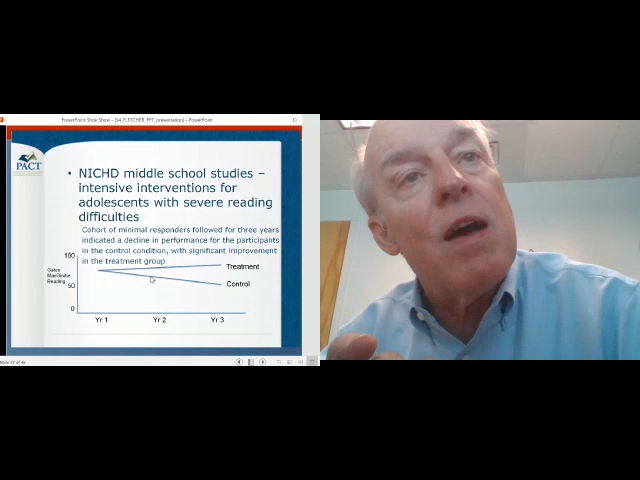 PowerPoint Slide Show - [S4_FLETCHER_PPT_presentation] - PowerPoint
PACT
• NICHD middle school studies –
intensive interventions for
adolescents with severe reading
difficulties
Cohort of minimal responders followed for three years
indicated a decline in performance for the participants
in the control condition, with significant improvement
in the treatment group
100
Gates
MacGinitie
Reading
50
0
Treatment
Control
Yr 1 Yr 2 Yr 3